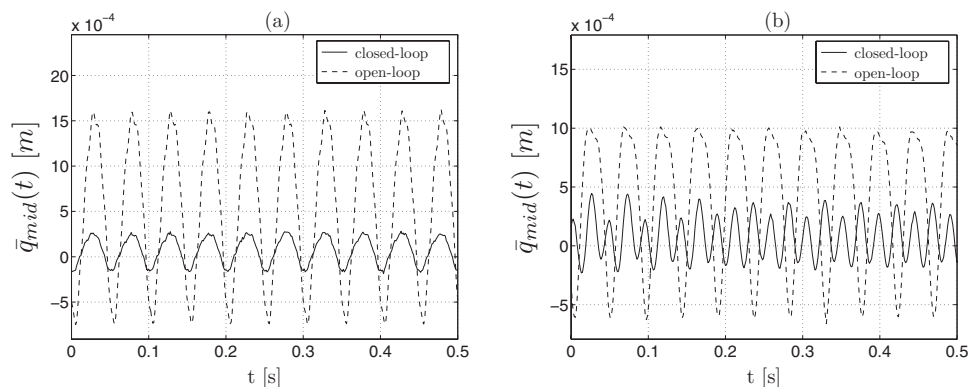 (a)
x 10⁻⁴
closed-loop
open-loop
20
15
10
5
0
−5
0 0.1 0.2 0.3 0.4 0.5
t [s]
q̄mid(t) [m]
(b)
x 10⁻⁴
closed-loop
open-loop
15
10
5
0
−5
0 0.1 0.2 0.3 0.4 0.5
t [s]
q̄mid(t) [m]